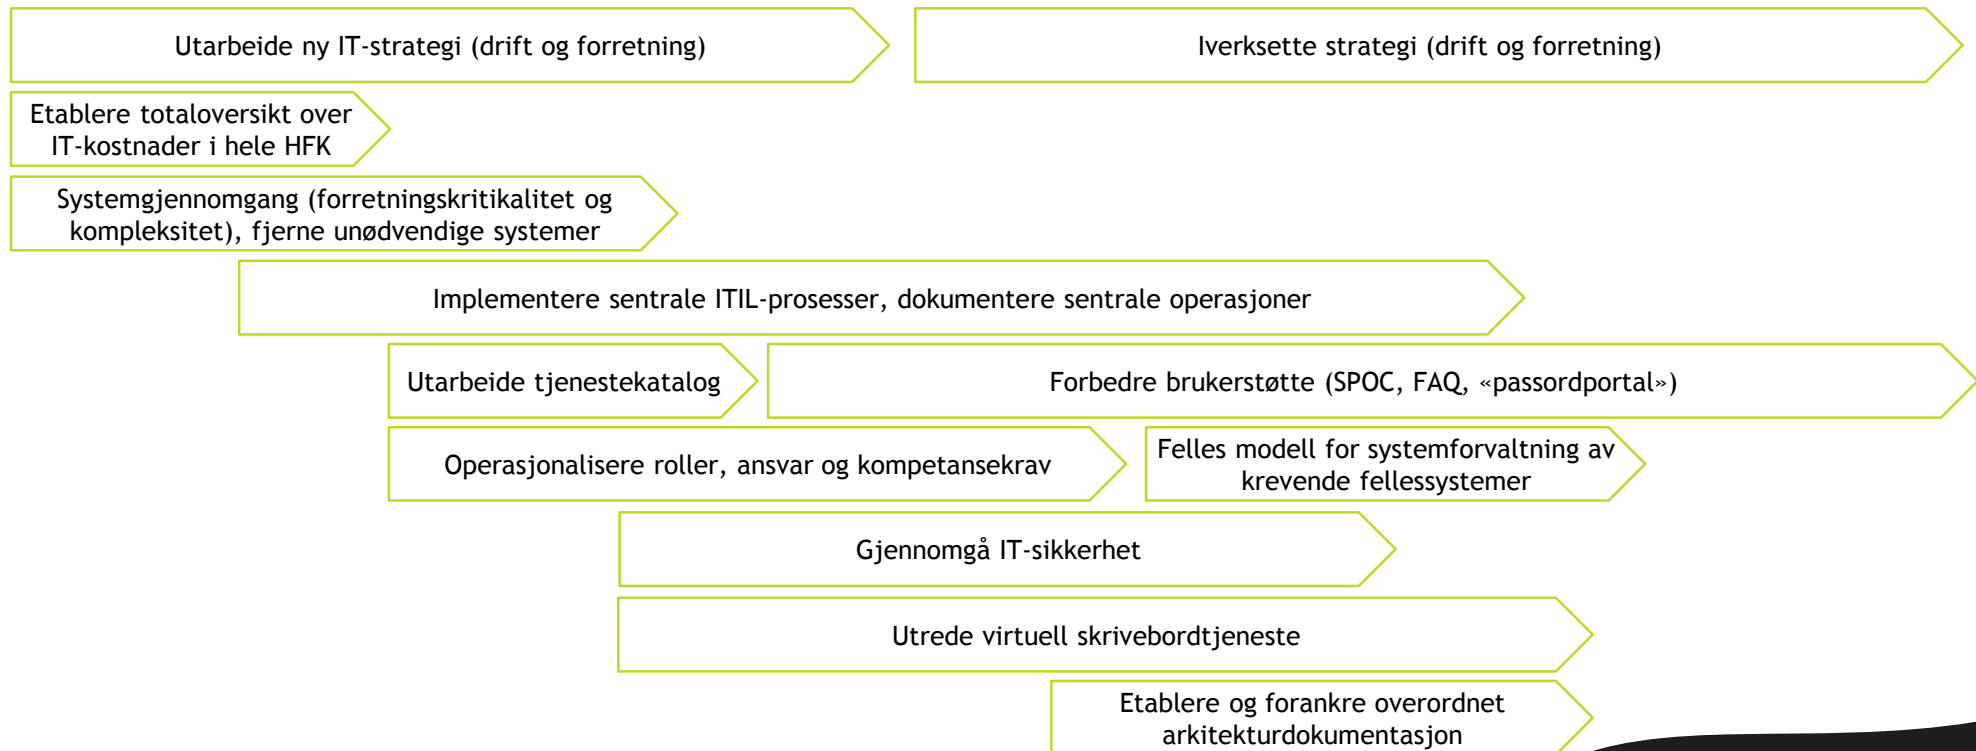 Utarbeide ny IT-strategi (drift og forretning)
Iverksette strategi (drift og forretning)
Etablere totaloversikt over
IT-kostnader i hele HFK
Systemgjennomgang (forretningskritikalitet og
kompleksitet), fjerne unødvendige systemer
Implementere sentrale ITIL-prosesser, dokumentere sentrale operasjoner
Utarbeide tjenestekatalog
Forbedre brukerstøtte (SPOC, FAQ, «passordportal»)
Operasjonalisere roller, ansvar og kompetansekrav
Felles modell for systemforvaltning av
krevende fellessystemer
Gjennomgå IT-sikkerhet
Utrede virtuell skrivebordtjeneste
Etablere og forankre overordnet
arkitekturdokumentasjon